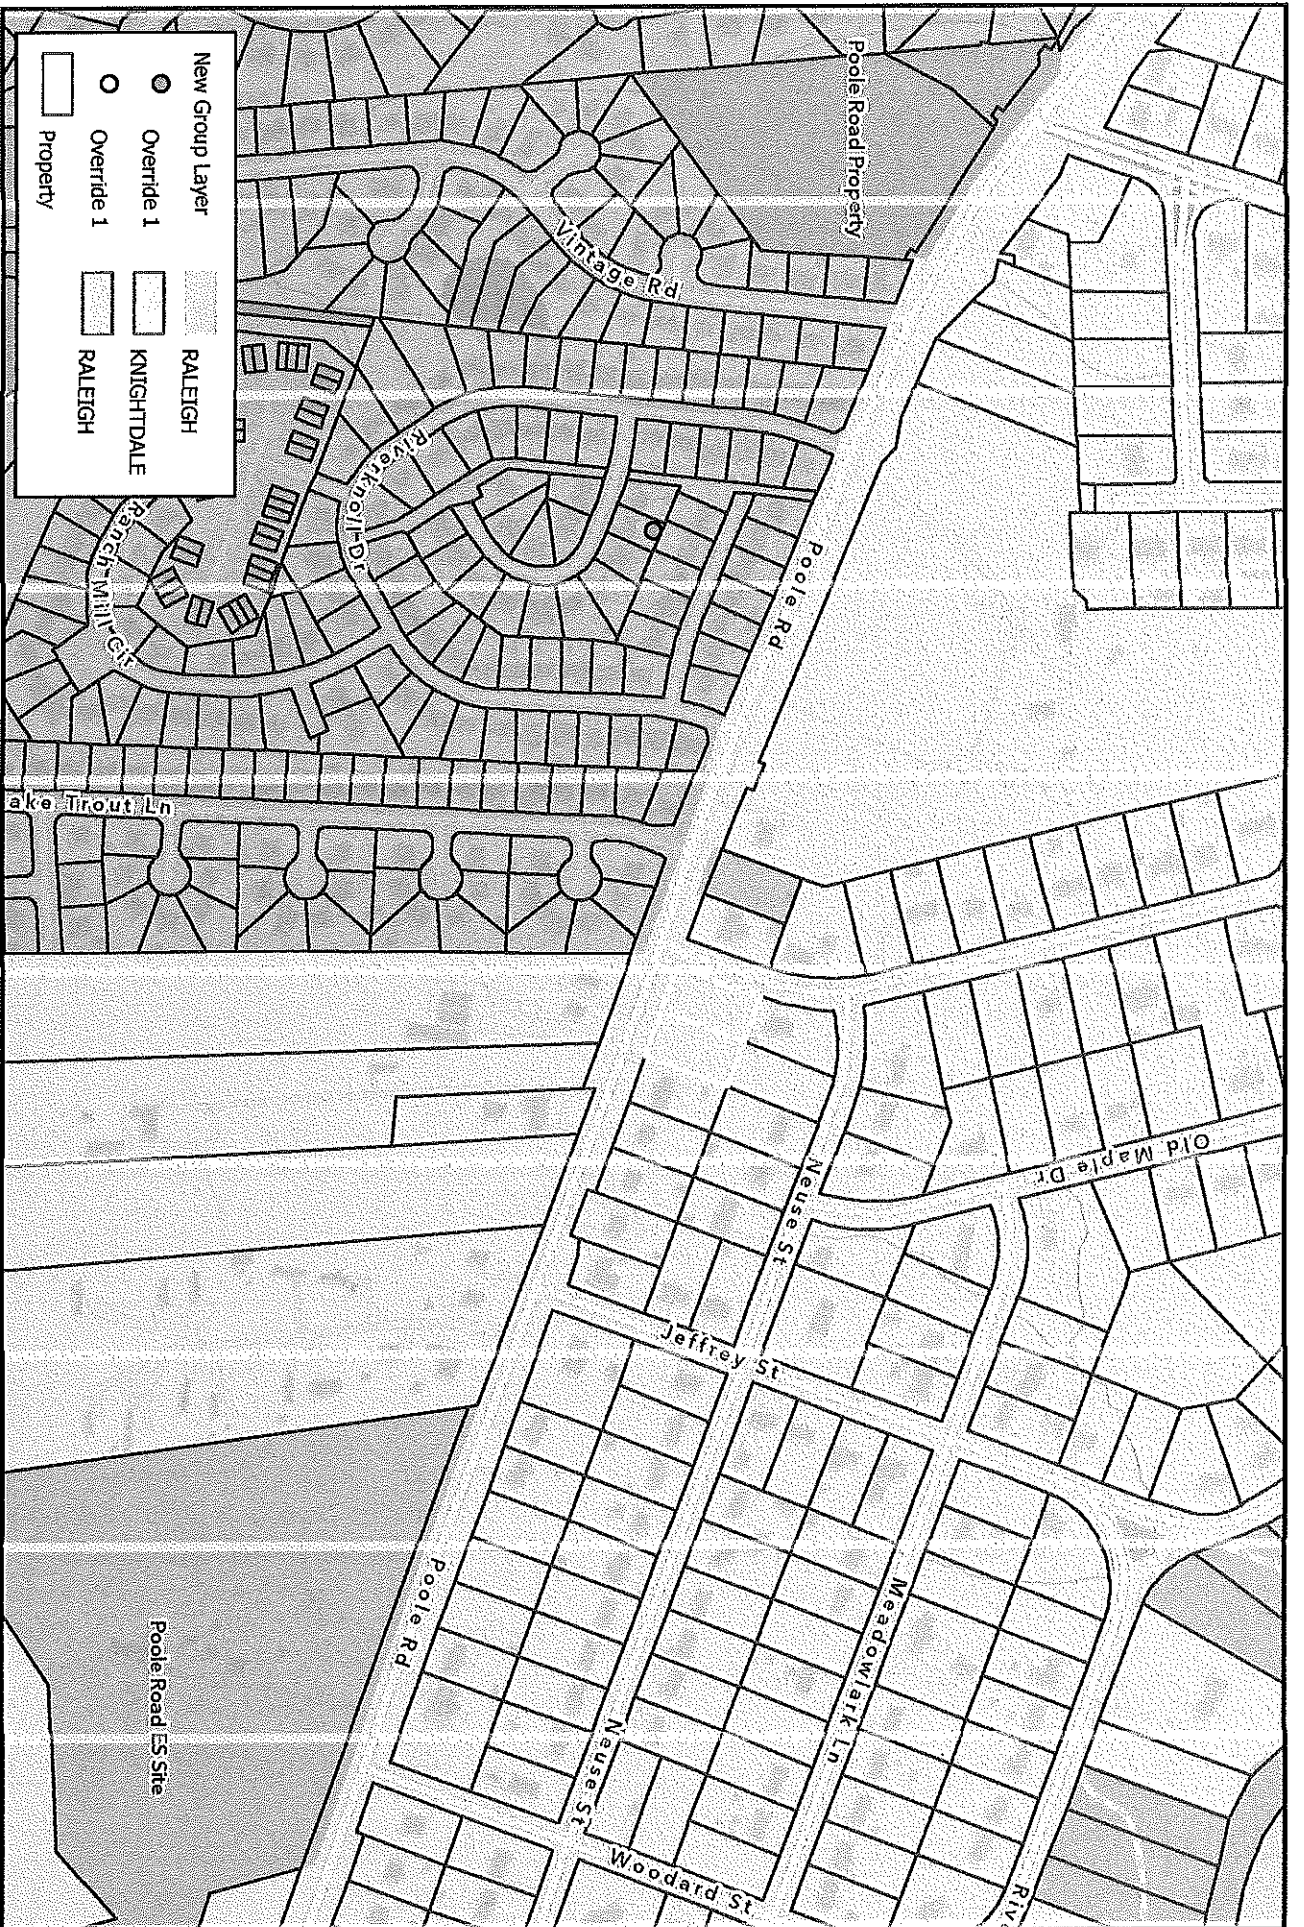 New Group Layer
Override 1
Override 1
Property
RALEIGH
KNIGHTDALE
RALEIGH
Poole Road Property
Vintage Rd
Riverknoll Dr
Ranch Mill Cir
ake Trout Ln
Poole Rd
Old Maple Dr
Neuse St
Jeffrey St
Meadowlark Ln
Poole Rd
Neuse St
Woodard St
Riv
Poole Road ES Site